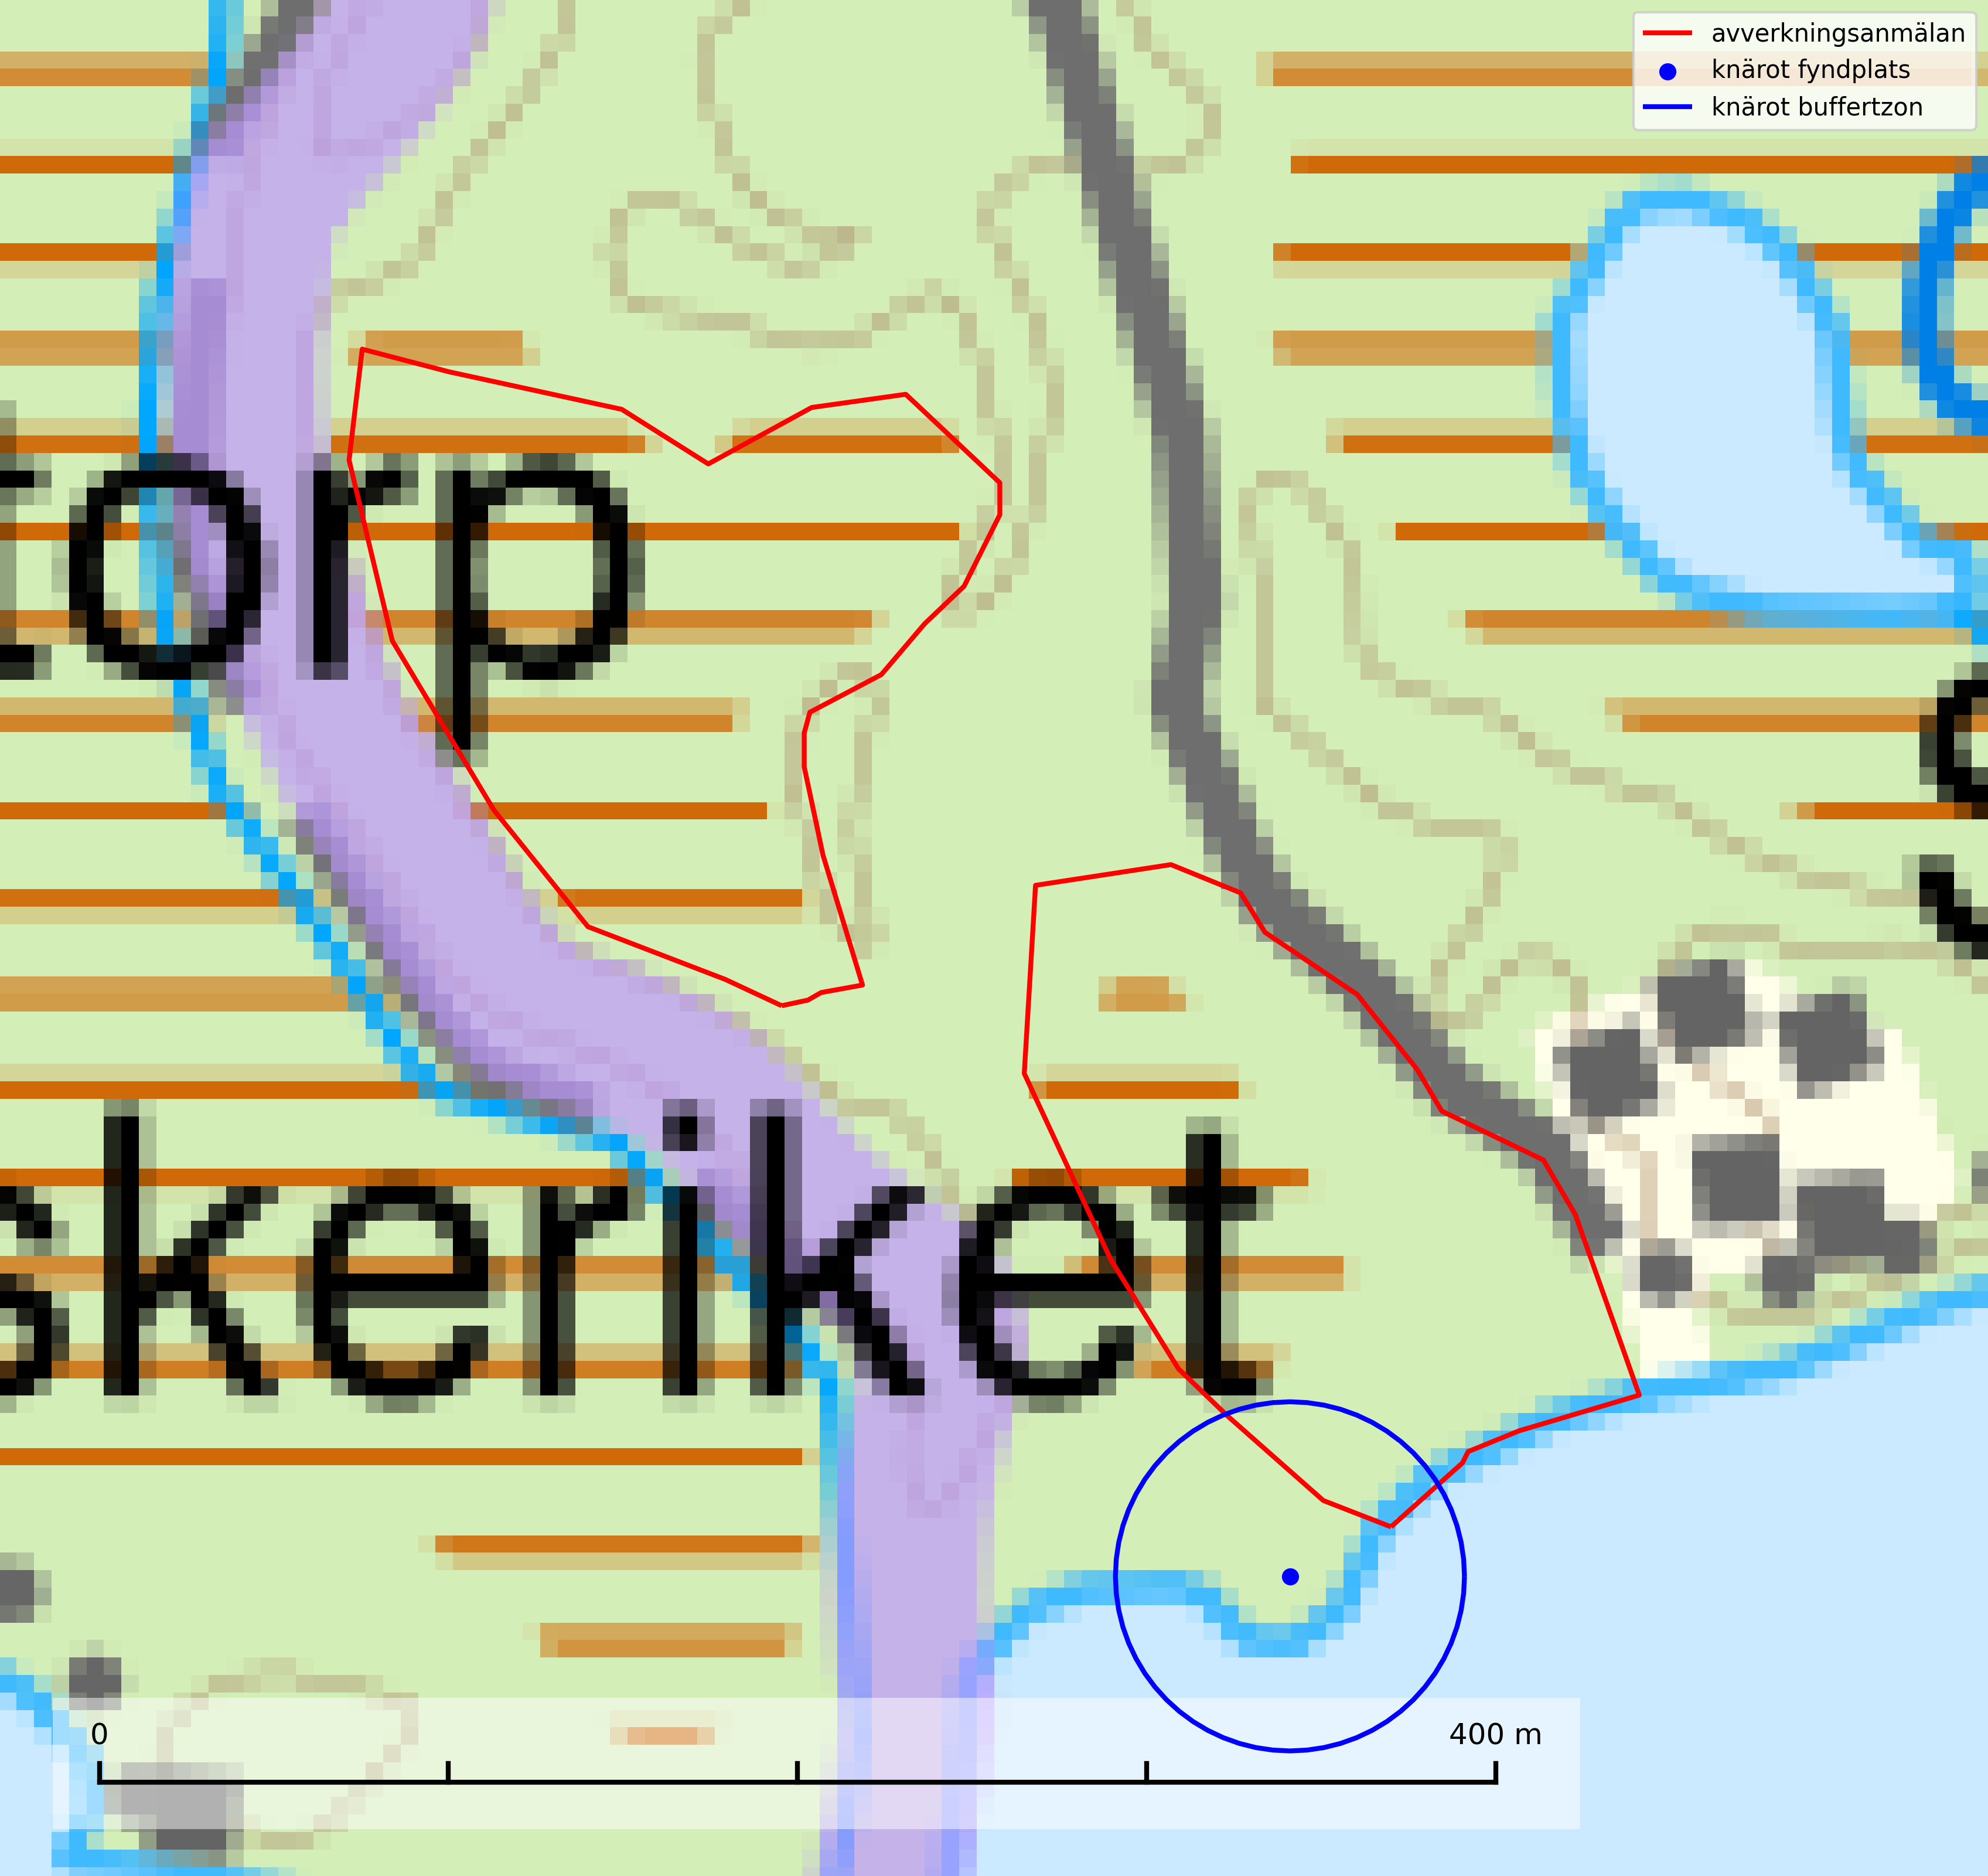 avverkningsanmälan
knärot fyndplats
knärot buffertzon
orp
skeriket
0 400 m